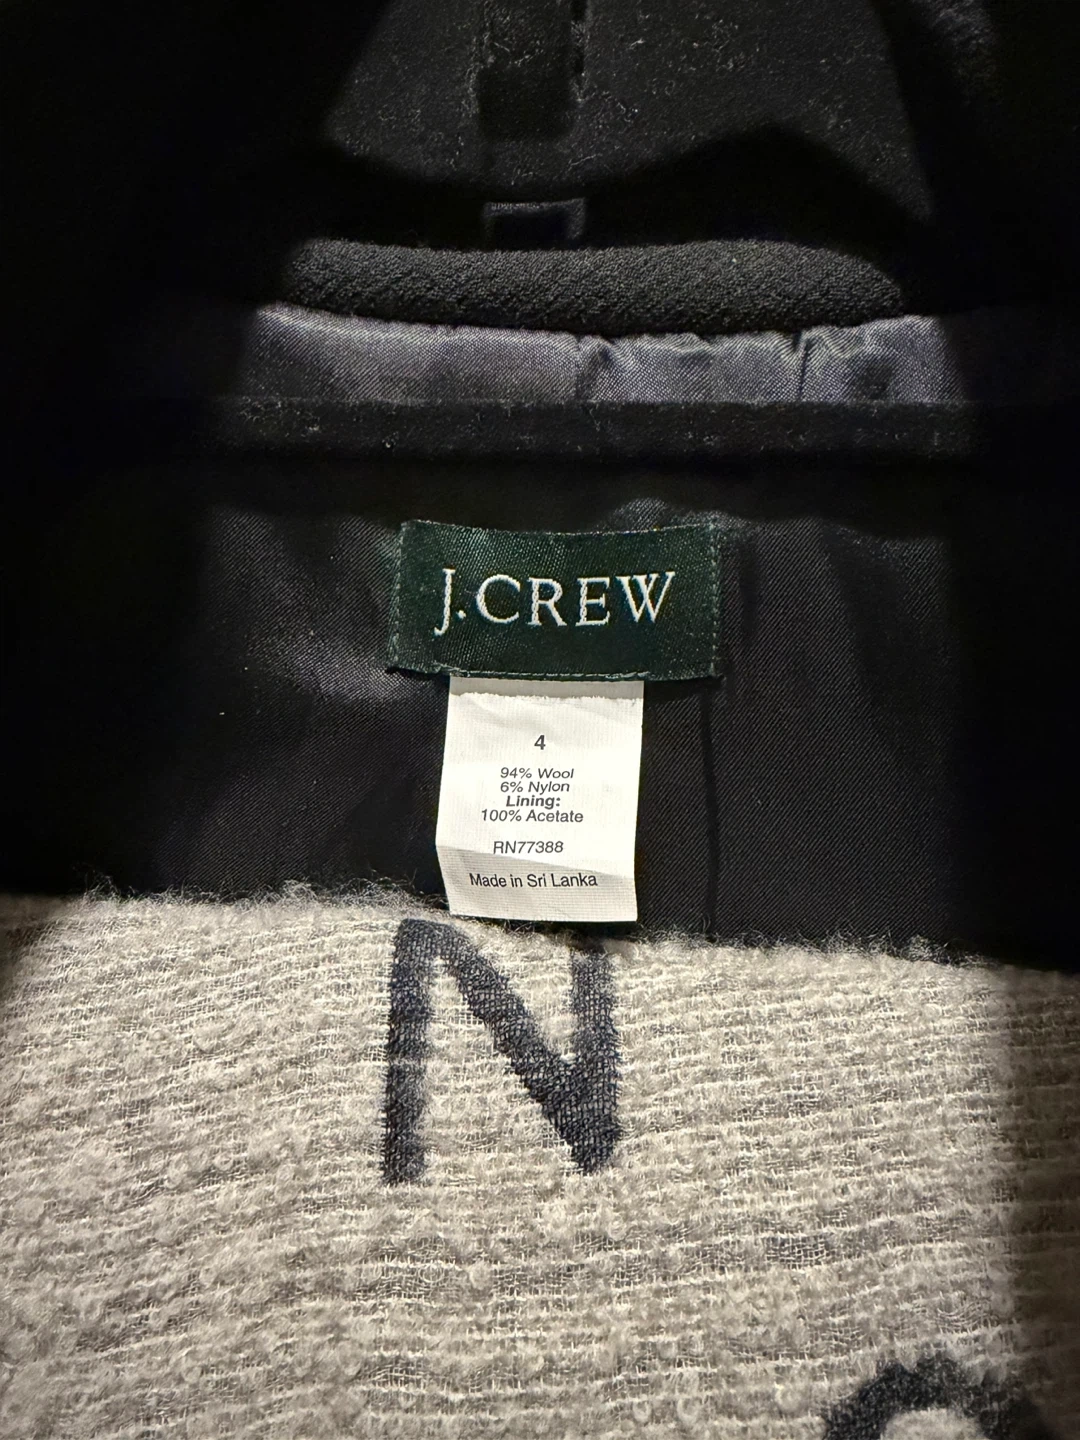 J.CREW
4
94% Wool
6% Nylon
Lining:
100% Acetate
RN77388
Made in Sri Lanka
N